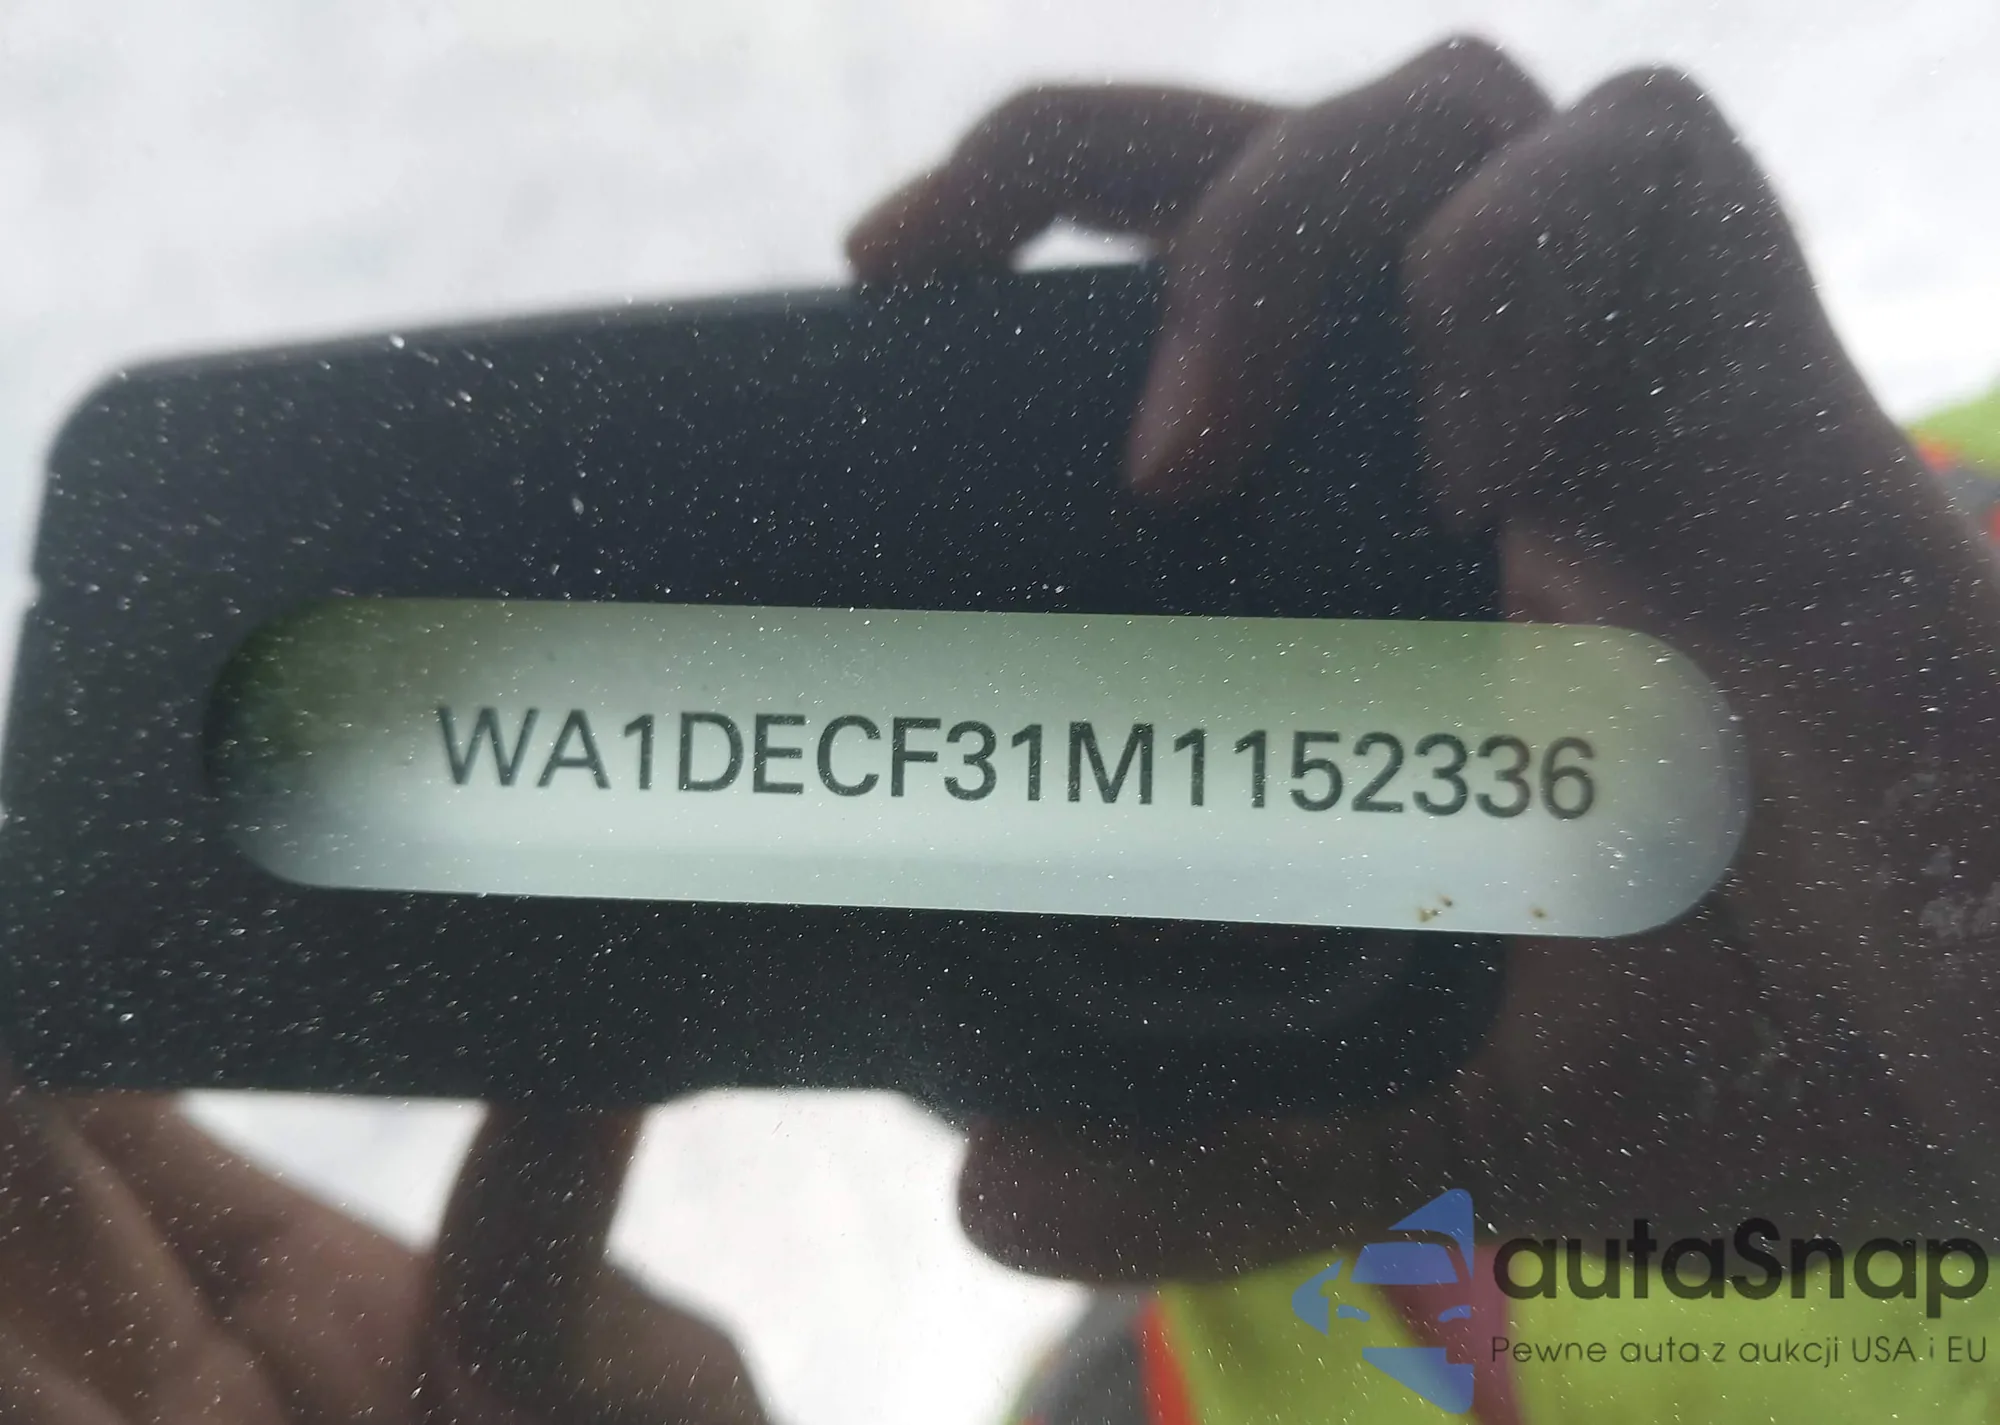 WA1DECF31M1152336
autaSnap
Pewne auta z aukcji USA i EU